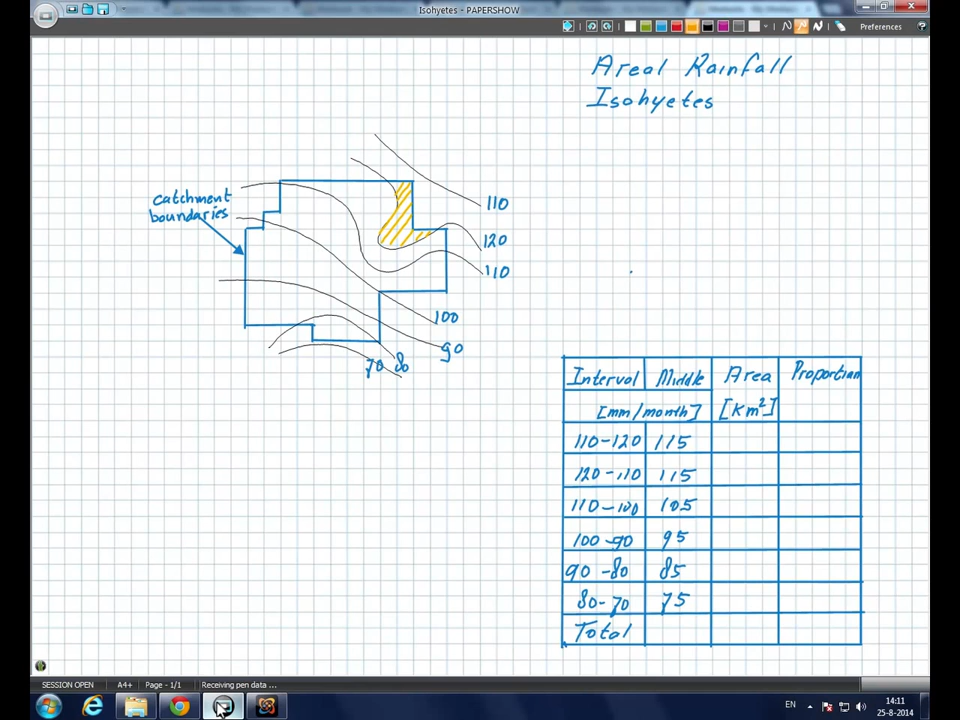 Isohyetes - PAPERSHOW
Preferences
Areal Rainfall
Isohyetes
catchment
boundaries
110
120
110
100
90
70 80
Interval Middle Area Proportion
[mm/month] [Km²]
110-120 115
120-110 115
110-100 105
100-90 95
90-80 85
80-70 75
Total
SESSION OPEN A4+ Page - 1/1 Receiving pen data ...
EN 14:11
25-8-2014